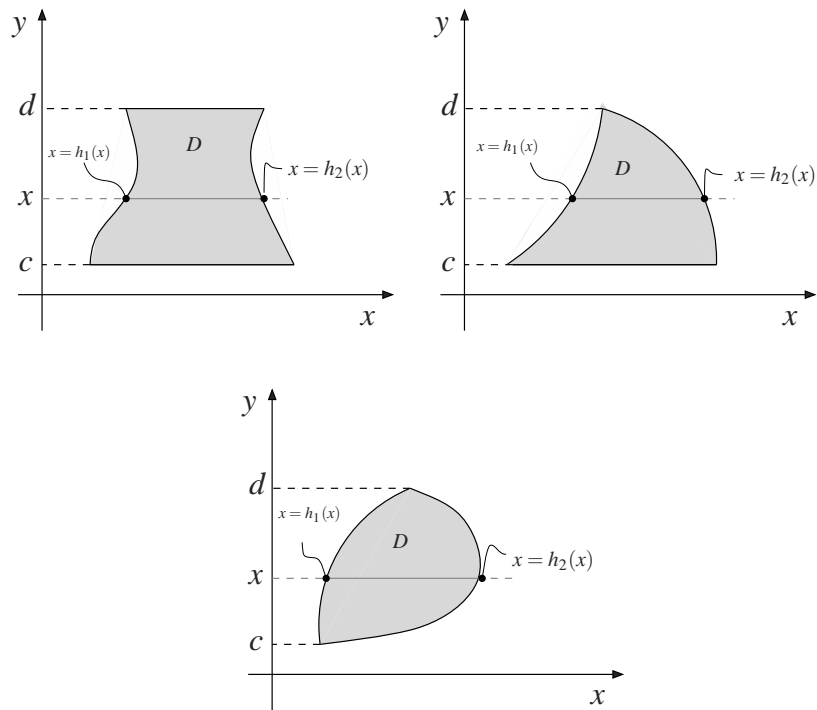 y
d
D
x = h₁(x)
x = h₂(x)
x
c
x
y
d
D
x = h₁(x)
x = h₂(x)
x
c
x
y
d
x = h₁(x)
D
x = h₂(x)
x
c
x